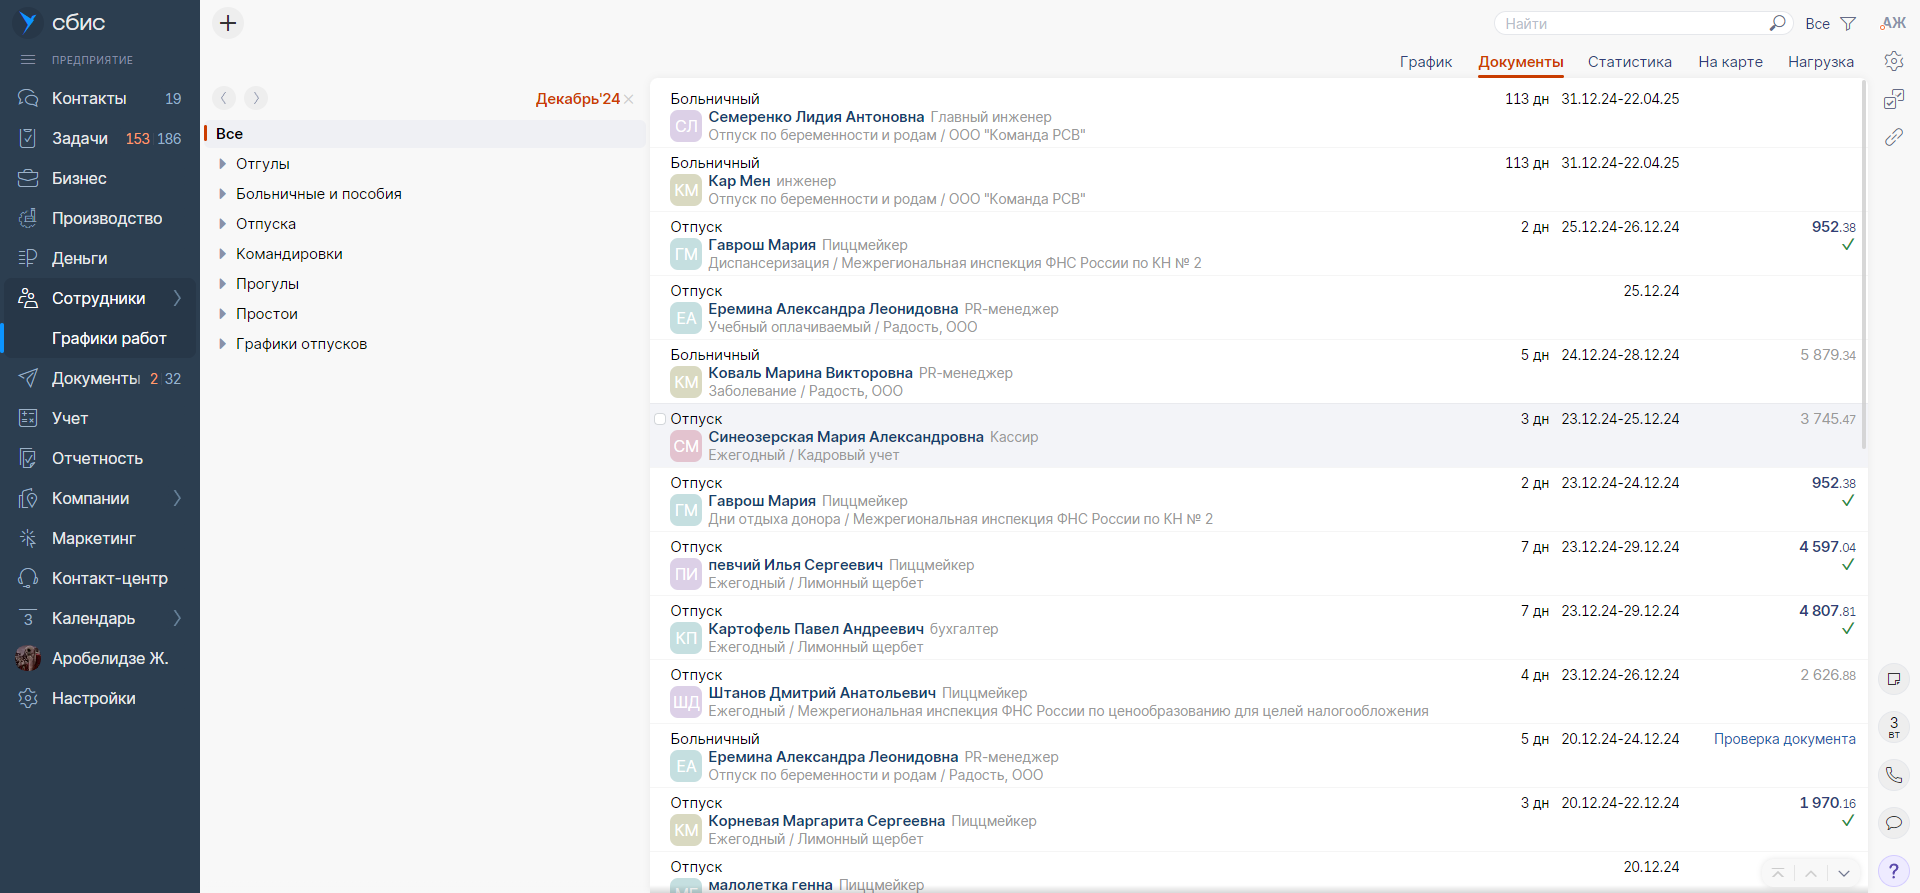 сбис
ПРЕДПРИЯТИЕ
Контакты 19
Задачи 153 186
Бизнес
Производство
Деньги
Сотрудники
Графики работ
Документы 2 32
Учет
Отчетность
Компании
Маркетинг
Контакт-центр
3 Календарь
Аробелидзе Ж.
Настройки
Найти
Все
АЖ
График Документы Статистика На карте Нагрузка
Декабрь'24
Все
Отгулы
Больничные и пособия
Отпуска
Командировки
Прогулы
Простои
Графики отпусков
Больничный 113 дн 31.12.24-22.04.25
СЛ Семеренко Лидия Антоновна Главный инженер
Отпуск по беременности и родам / ООО "Команда РСВ"
Больничный 113 дн 31.12.24-22.04.25
КМ Кар Мен инженер
Отпуск по беременности и родам / ООО "Команда РСВ"
Отпуск 2 дн 25.12.24-26.12.24 952.38
ГМ Гаврош Мария Пиццмейкер
Диспансеризация / Межрегиональная инспекция ФНС России по КН № 2
Отпуск 25.12.24
ЕА Еремина Александра Леонидовна PR-менеджер
Учебный оплачиваемый / Радость, ООО
Больничный 5 дн 24.12.24-28.12.24 5 879.34
КМ Коваль Марина Викторовна PR-менеджер
Заболевание / Радость, ООО
Отпуск 3 дн 23.12.24-25.12.24 3 745.47
СМ Синеозерская Мария Александровна Кассир
Ежегодный / Кадровый учет
Отпуск 2 дн 23.12.24-24.12.24 952.38
ГМ Гаврош Мария Пиццмейкер
Дни отдыха донора / Межрегиональная инспекция ФНС России по КН № 2
Отпуск 7 дн 23.12.24-29.12.24 4 597.04
ПИ певчий Илья Сергеевич Пиццмейкер
Ежегодный / Лимонный щербет
Отпуск 7 дн 23.12.24-29.12.24 4 807.81
КП Картофель Павел Андреевич бухгалтер
Ежегодный / Лимонный щербет
Отпуск 4 дн 23.12.24-26.12.24 2 626.88
ШД Штанов Дмитрий Анатольевич Пиццмейкер
Ежегодный / Межрегиональная инспекция ФНС России по ценообразованию для целей налогообложения
Больничный 5 дн 20.12.24-24.12.24 Проверка документа
ЕА Еремина Александра Леонидовна PR-менеджер
Отпуск по беременности и родам / Радость, ООО
Отпуск 3 дн 20.12.24-22.12.24 1 970.16
КМ Корневая Маргарита Сергеевна Пиццмейкер
Ежегодный / Лимонный щербет
Отпуск 20.12.24
малолетка генна Пиццмейкер
3
вт
?